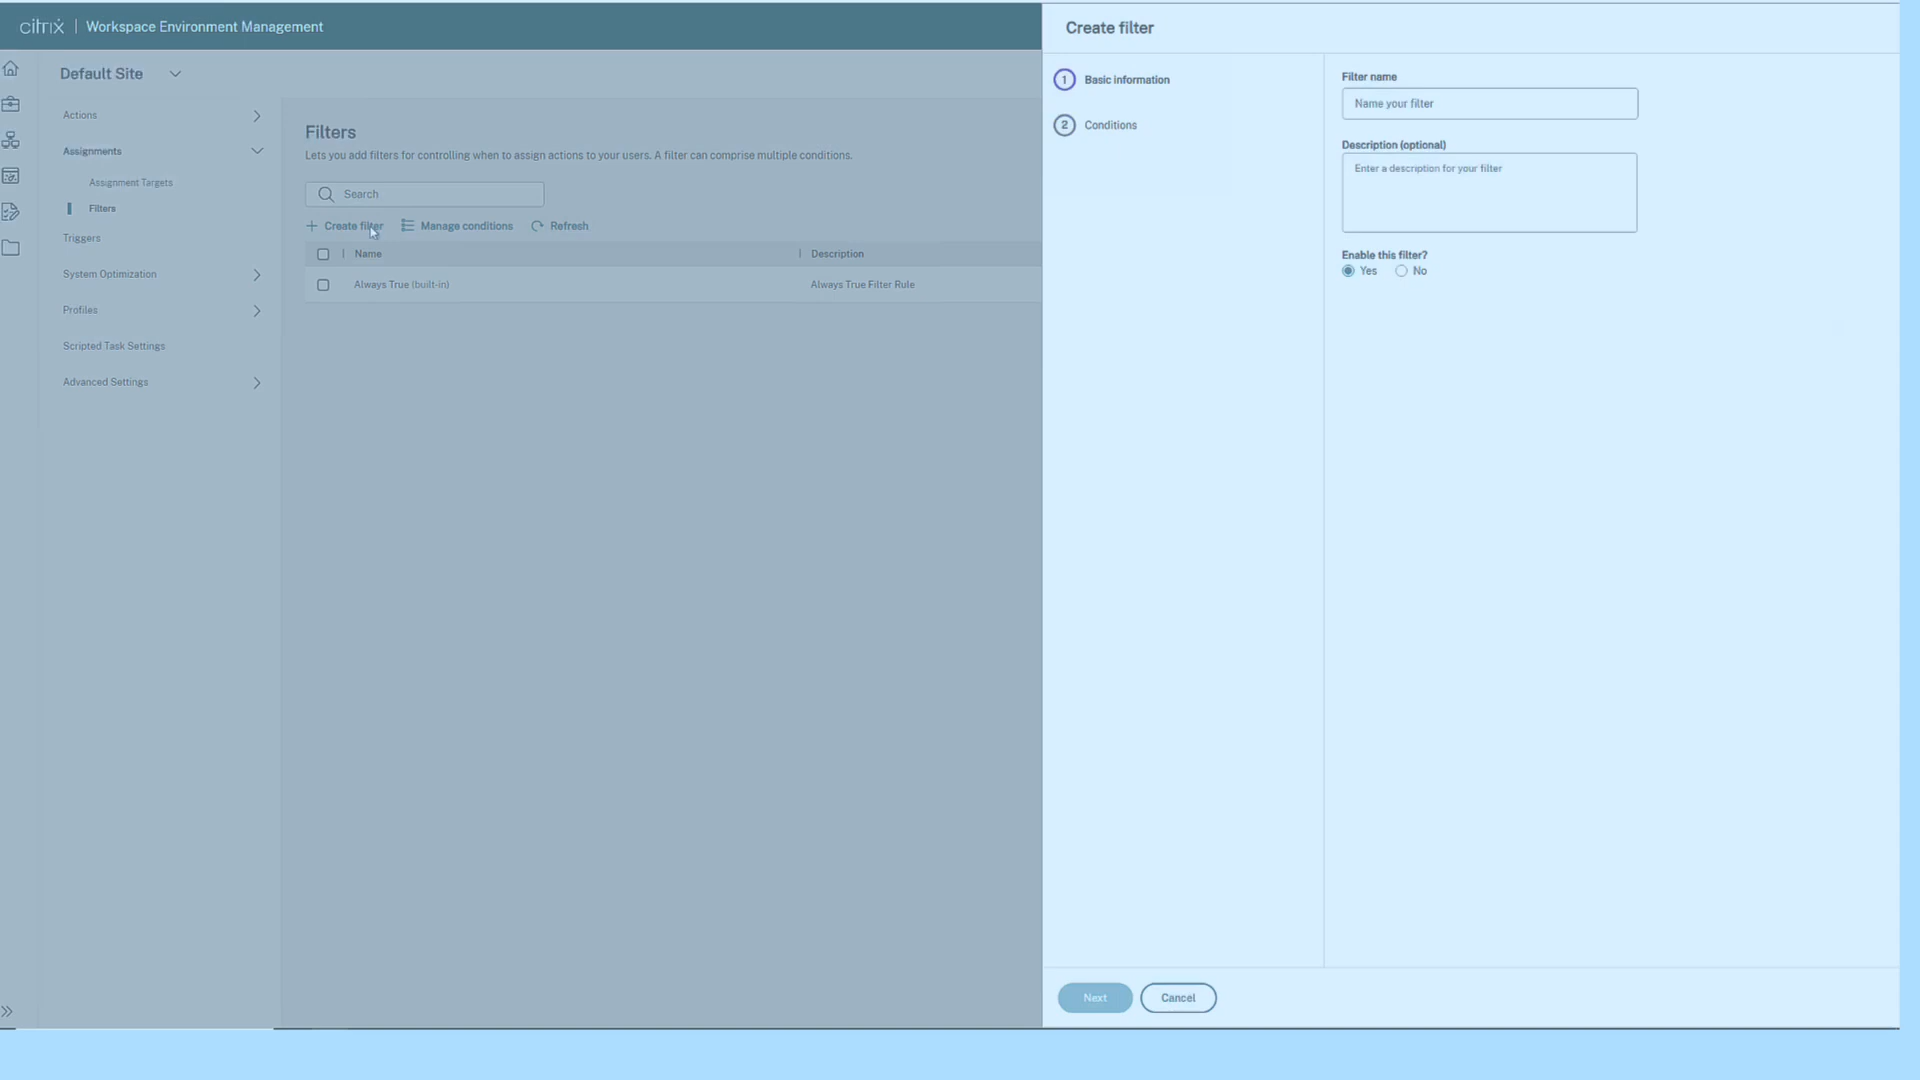 citrix | Workspace Environment Management
Default Site
Actions
Assignments
Assignment Targets
Filters
Triggers
System Optimization
Profiles
Scripted Task Settings
Advanced Settings
Filters
Lets you add filters for controlling when to assign actions to your users. A filter can comprise multiple conditions.
Search
Create filter Manage conditions Refresh
Name Description
Always True (built-in) Always True Filter Rule
Create filter
1 Basic information
2 Conditions
Filter name
Name your filter
Description (optional)
Enter a description for your filter
Enable this filter?
Yes No
Next Cancel